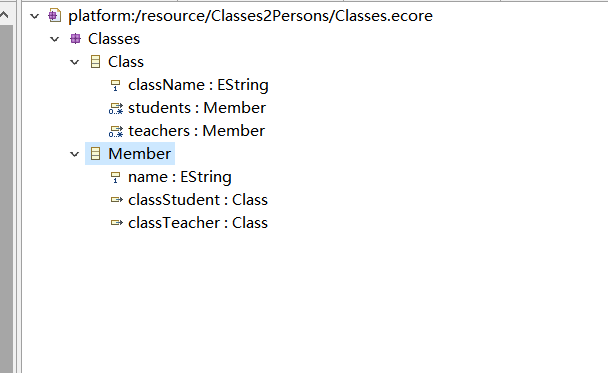 platform:/resource/Classes2Persons/Classes.ecore
Classes
Class
className : EString
students : Member
teachers : Member
Member
name : EString
classStudent : Class
classTeacher : Class